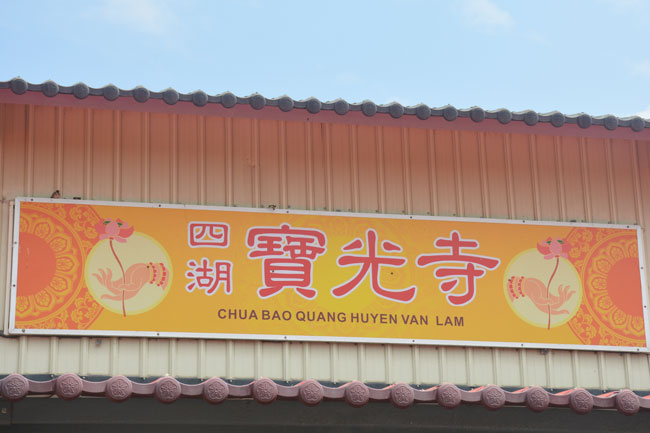 四湖 寶光寺
CHUA BAO QUANG HUYEN VAN LAM